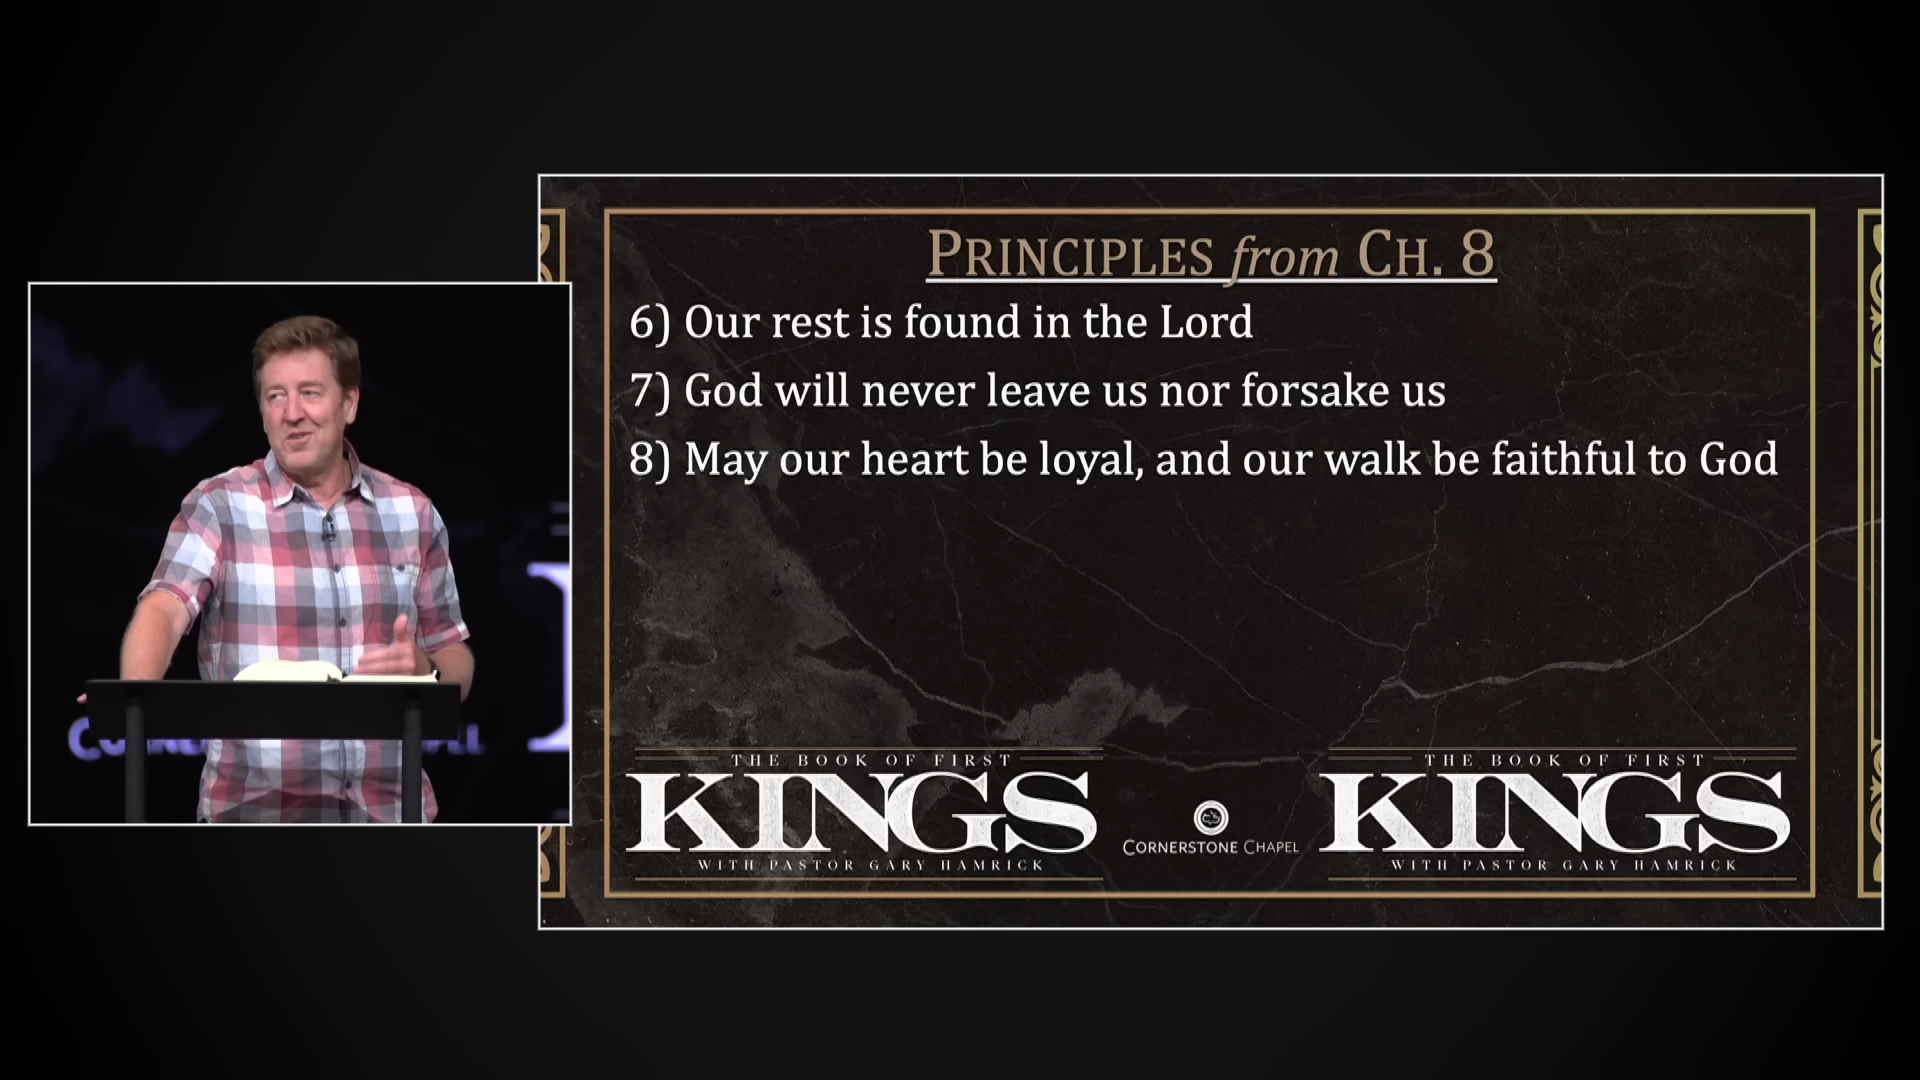 PRINCIPLES from CH. 8
6) Our rest is found in the Lord
7) God will never leave us nor forsake us
8) May our heart be loyal, and our walk be faithful to God
THE BOOK OF FIRST
KINGS
WITH PASTOR GARY HAMRICK
CORNERSTONE CHAPEL
THE BOOK OF FIRST
KINGS
WITH PASTOR GARY HAMRICK